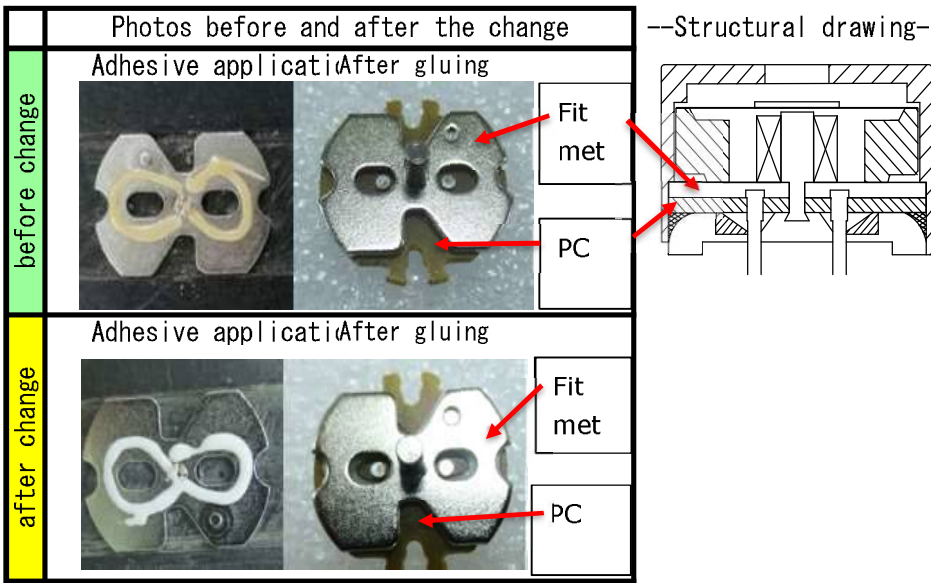 Photos before and after the change
--Structural drawing-
before change
Adhesive applicati
After gluing
Fit
met
PC
after change
Adhesive applicati
After gluing
Fit
met
PC